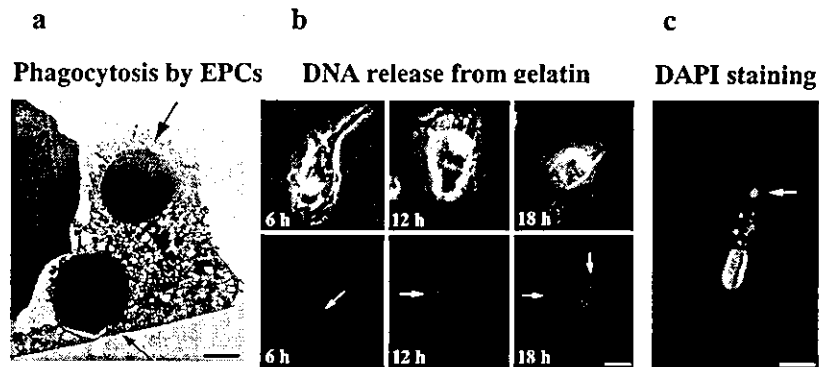 a
b
c
Phagocytosis by EPCs
DNA release from gelatin
DAPI staining
6 h
12 h
18 h
6 h
12 h
18 h